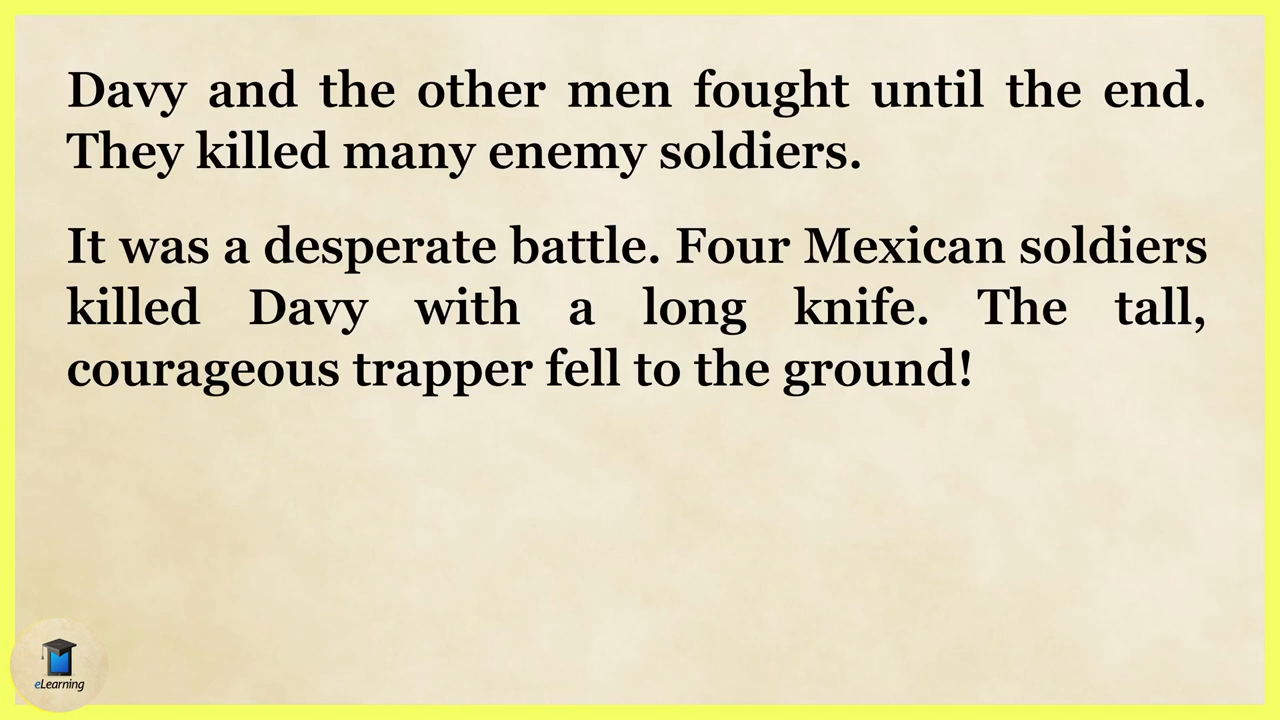 Davy and the other men fought until the end.
They killed many enemy soldiers.
It was a desperate battle. Four Mexican soldiers
killed Davy with a long knife. The tall,
courageous trapper fell to the ground!
eLearning